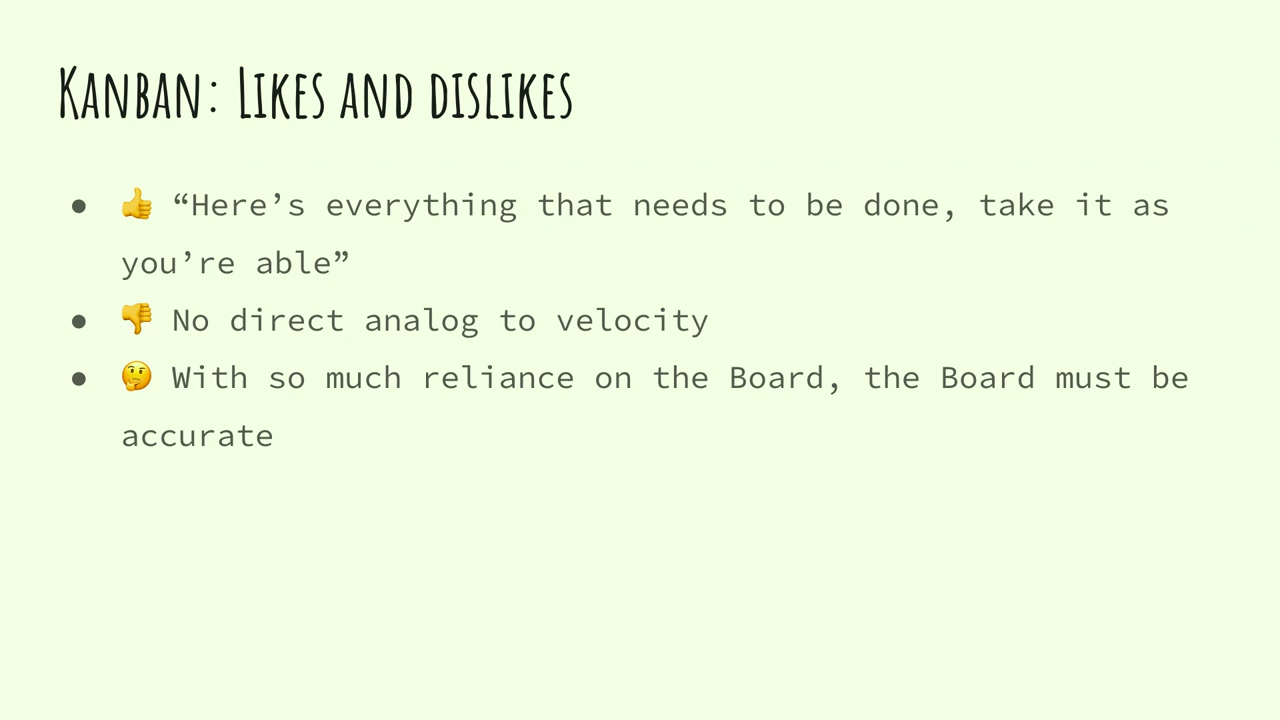 Kanban: Likes and dislikes
● 👍 “Here’s everything that needs to be done, take it as
you’re able”
● 👎 No direct analog to velocity
● 🤔 With so much reliance on the Board, the Board must be
accurate